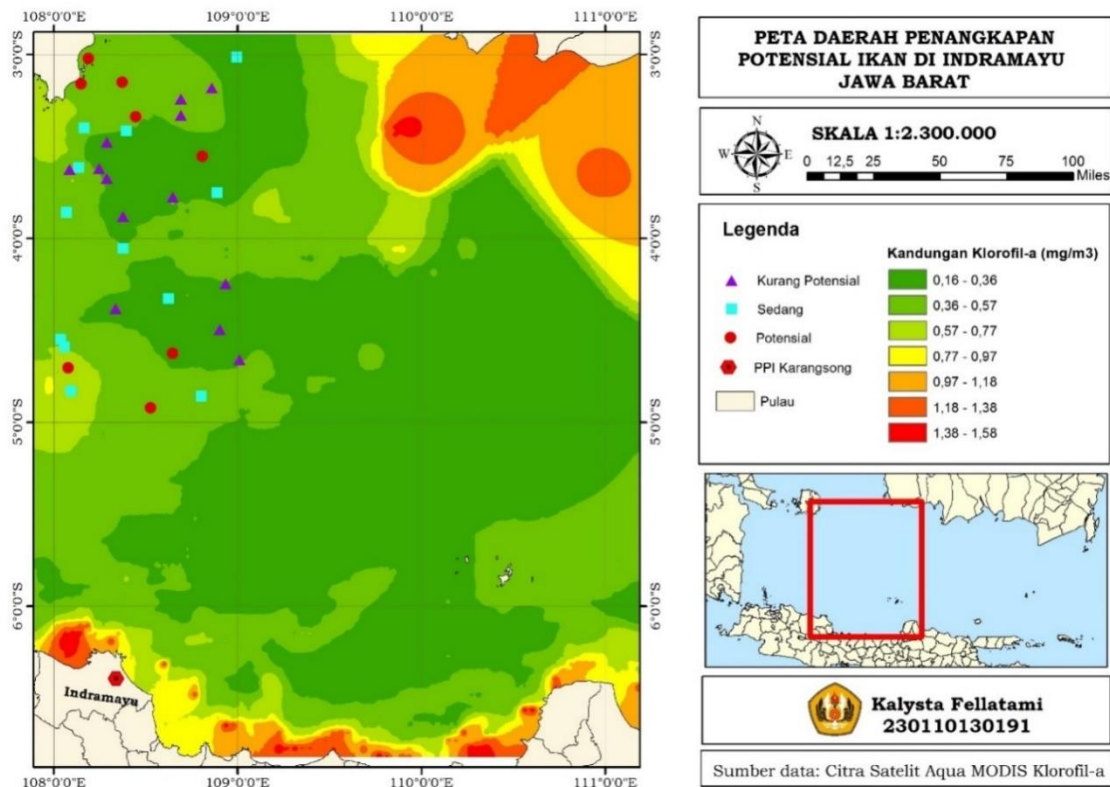 108°0'0"E 109°0'0"E 110°0'0"E 111°0'0"E
3°0'0"S
4°0'0"S
5°0'0"S
6°0'0"S
3°0'0"S
4°0'0"S
5°0'0"S
6°0'0"S
Indramayu
108°0'0"E 109°0'0"E 110°0'0"E 111°0'0"E
PETA DAERAH PENANGKAPAN
POTENSIAL IKAN DI INDRAMAYU
JAWA BARAT
N
W E
S
SKALA 1:2.300.000
0 12,5 25 50 75 100
Miles
Legenda
Kurang Potensial
Sedang
Potensial
PPI Karangsong
Pulau
Kandungan Klorofil-a (mg/m3)
0,16 - 0,36
0,36 - 0,57
0,57 - 0,77
0,77 - 0,97
0,97 - 1,18
1,18 - 1,38
1,38 - 1,58
Kalysta Fellatami
230110130191
Sumber data: Citra Satelit Aqua MODIS Klorofil-a